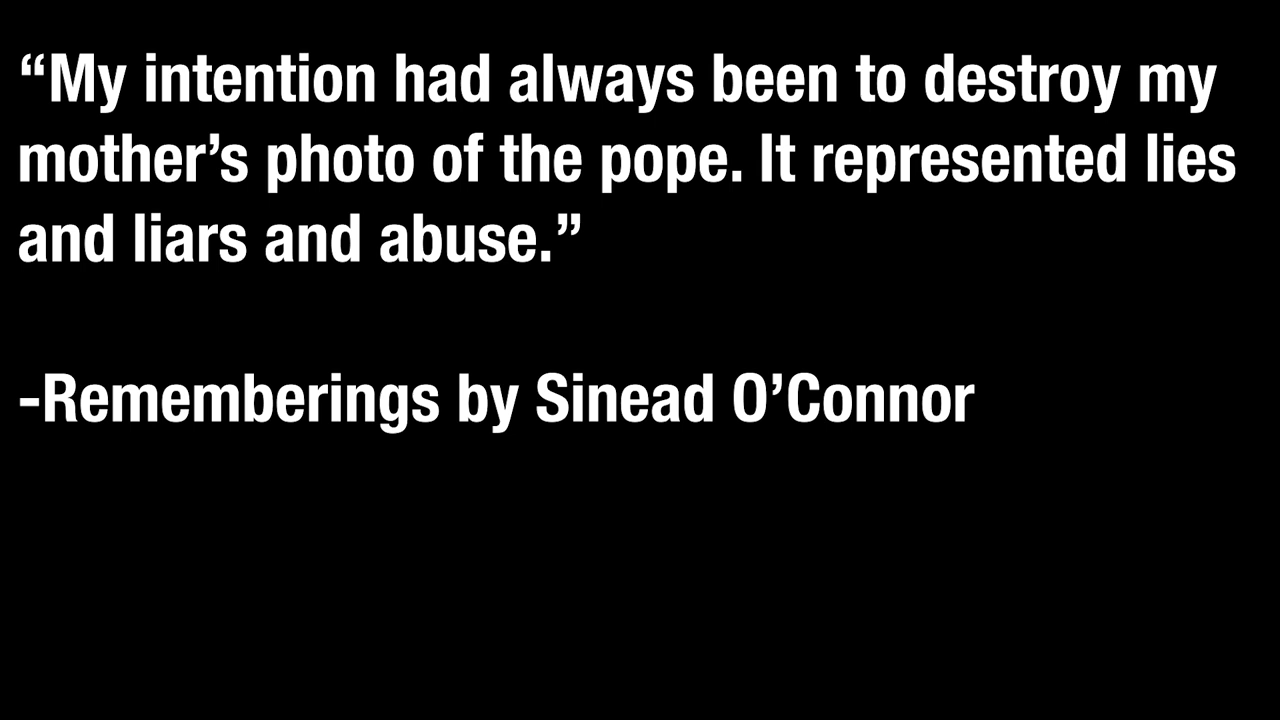 “My intention had always been to destroy my
mother’s photo of the pope. It represented lies
and liars and abuse.”
-Rememberings by Sinead O’Connor